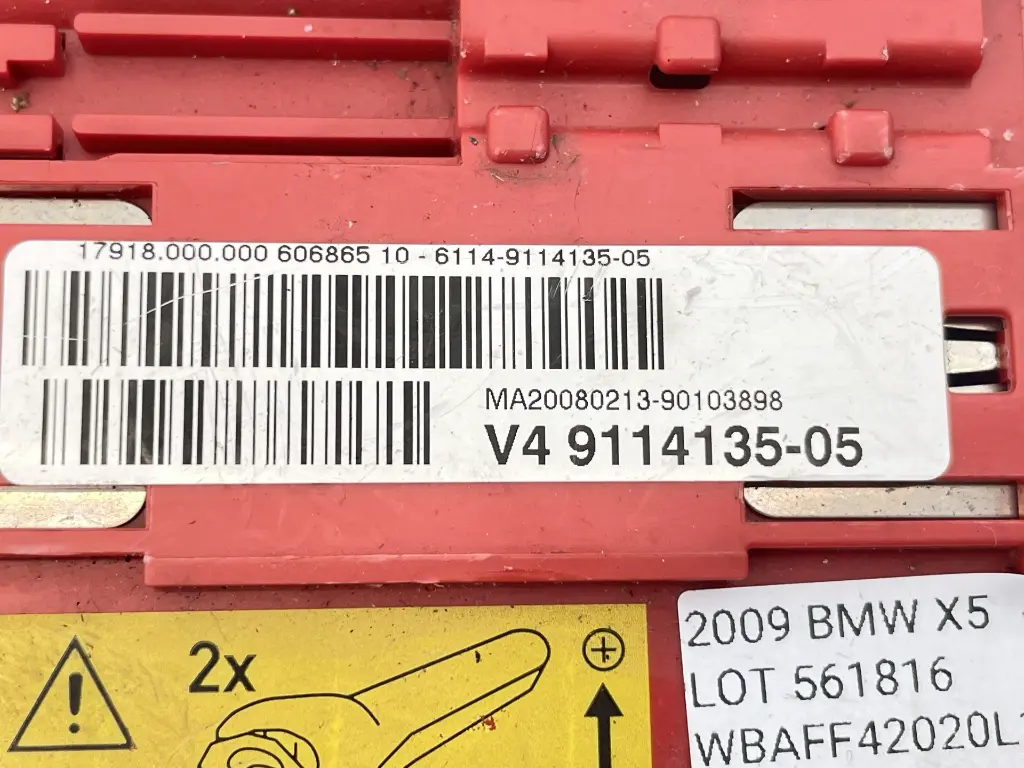 17918.000.000 606865 10 - 6114-9114135-05
MA20080213-90103898
V4 9114135-05
2x
2009 BMW X5
LOT 561816
WBAFF42020L